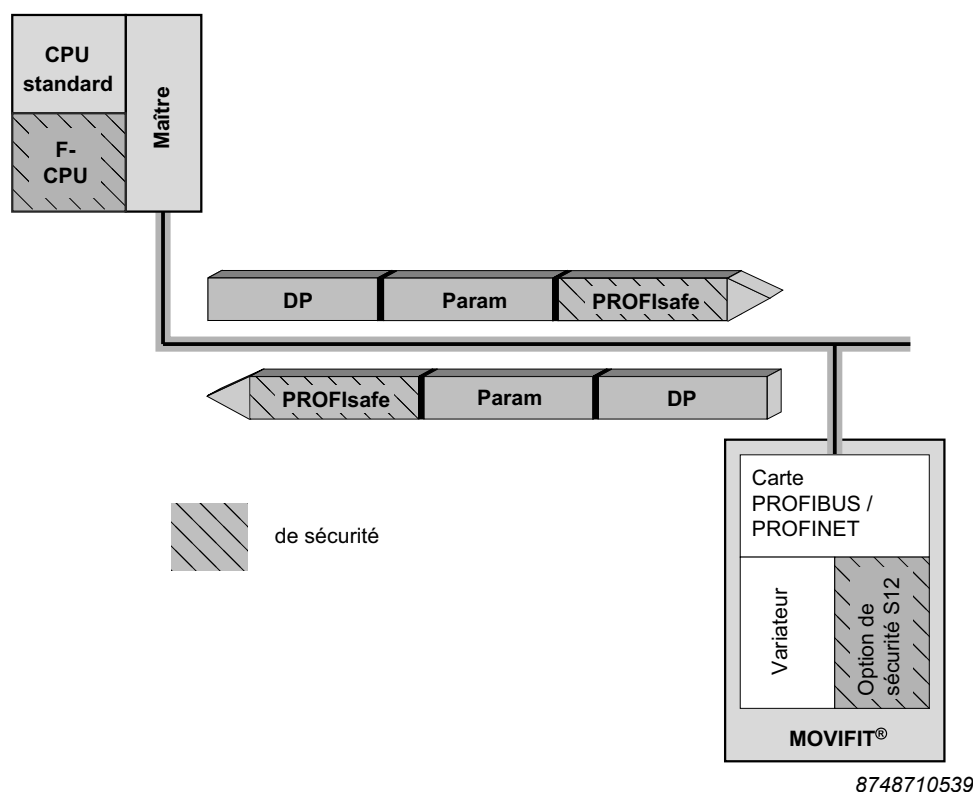 CPU
standard
F-
CPU
Maître
DP
Param
PROFIsafe
PROFIsafe
Param
DP
de sécurité
Carte
PROFIBUS /
PROFINET
Variateur
Option de
sécurité S12
MOVIFIT®
8748710539